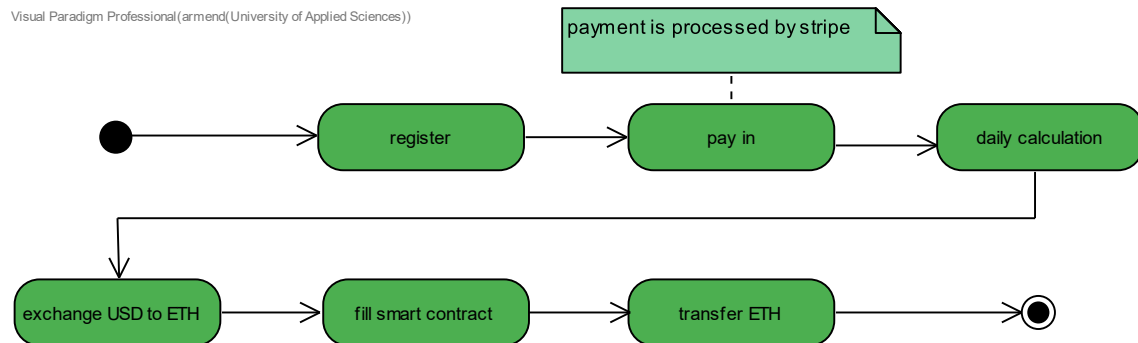 Visual Paradigm Professional(armend(University of Applied Sciences))
payment is processed by stripe
register
pay in
daily calculation
exchange USD to ETH
fill smart contract
transfer ETH